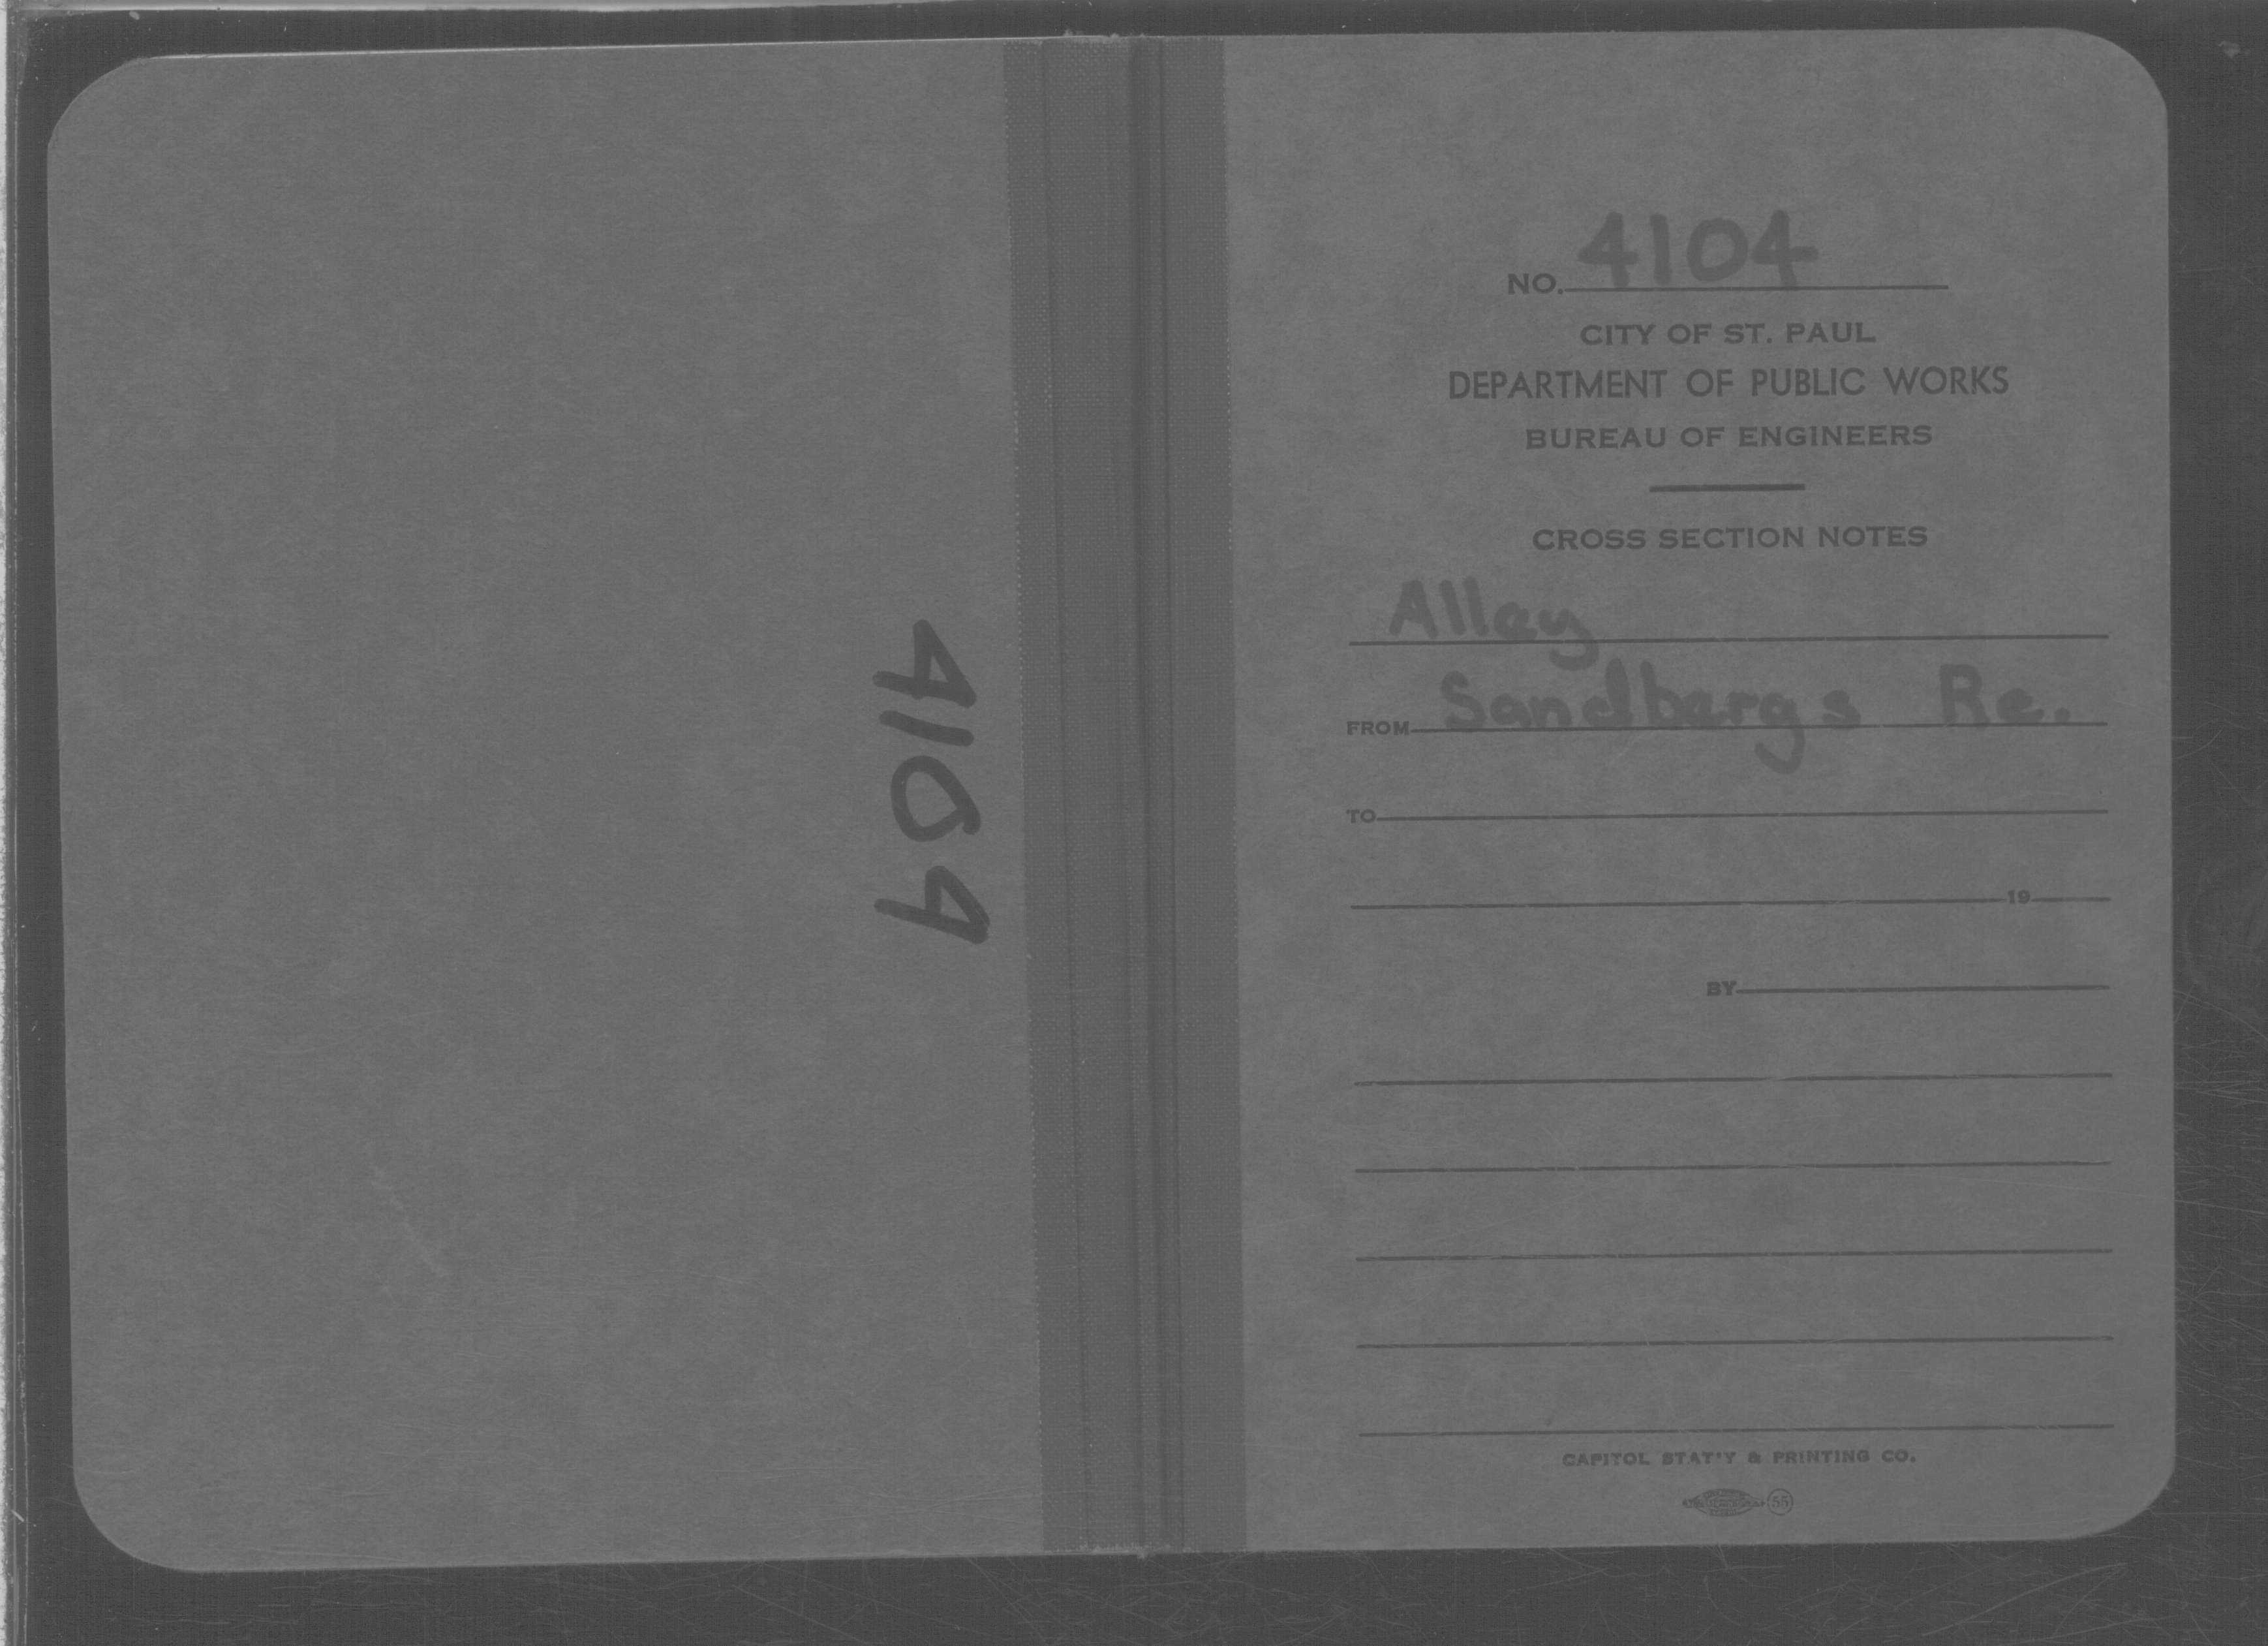 4104
NO. 4104
CITY OF ST. PAUL
DEPARTMENT OF PUBLIC WORKS
BUREAU OF ENGINEERS
CROSS SECTION NOTES
Alley
FROM Sandbergs Re.
TO
19
BY
CAPITOL STAT'Y & PRINTING CO.
55